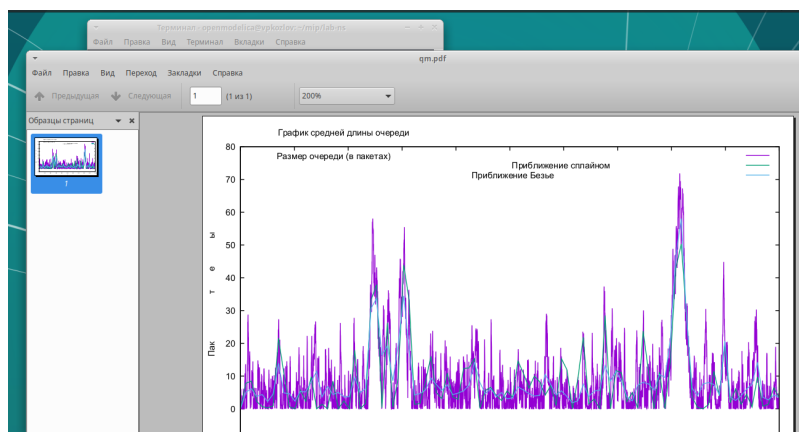 Терминал - openmodelica@vpkozlov: ~/mip/lab-ns
Файл Правка Вид Терминал Вкладки Справка
qm.pdf
Файл Правка Вид Переход Закладки Справка
Предыдущая Следующая 1 (1 из 1) 200%
Образцы страниц
1
График средней длины очереди
Размер очереди (в пакетах)
Приближение сплайном
Приближение Безье
Пак т е ы
80
70
60
50
40
30
20
10
0